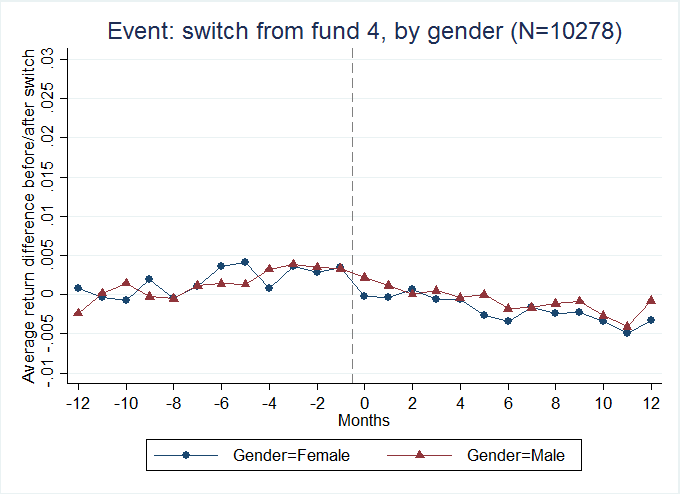 Event: switch from fund 4, by gender (N=10278)
Average return difference before/after switch
.03
.025
.02
.015
.01
.005
0
-.005
-.01
-12 -10 -8 -6 -4 -2 0 2 4 6 8 10 12
Months
Gender=Female Gender=Male